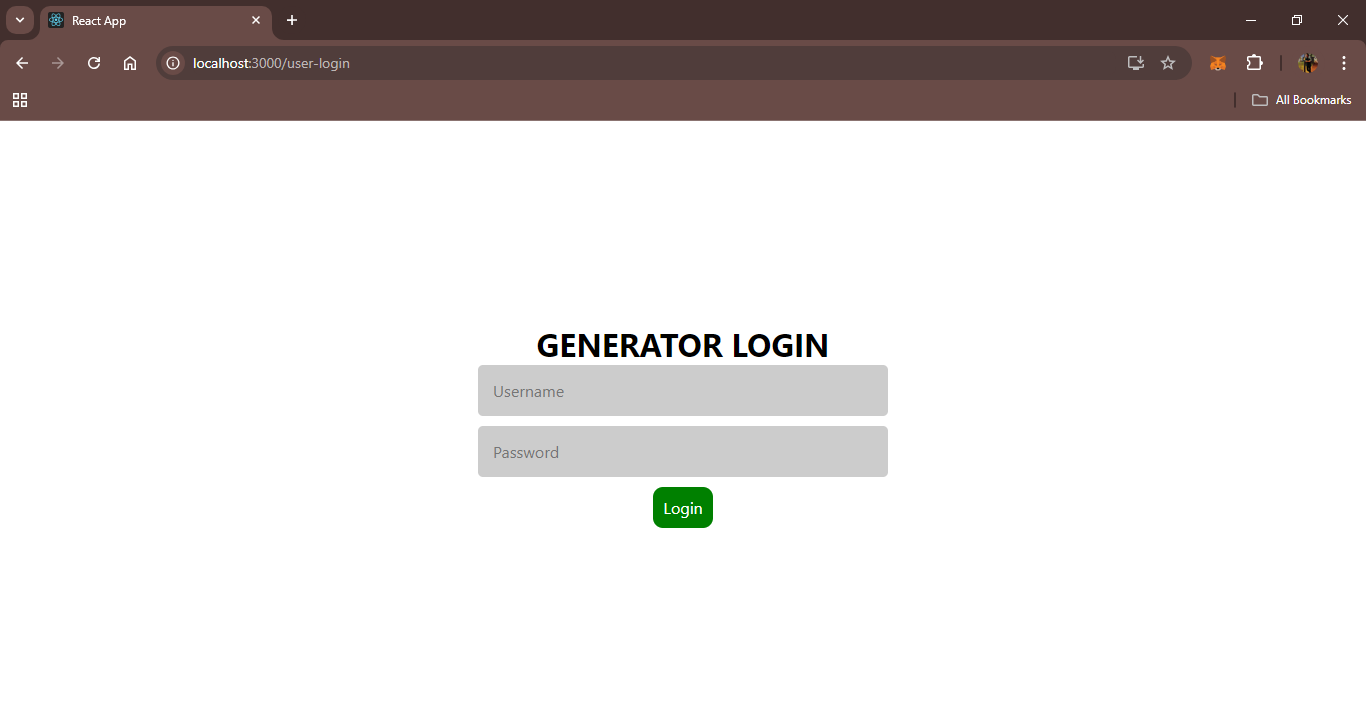 React App
localhost:3000/user-login
All Bookmarks
GENERATOR LOGIN
Username
Password
Login